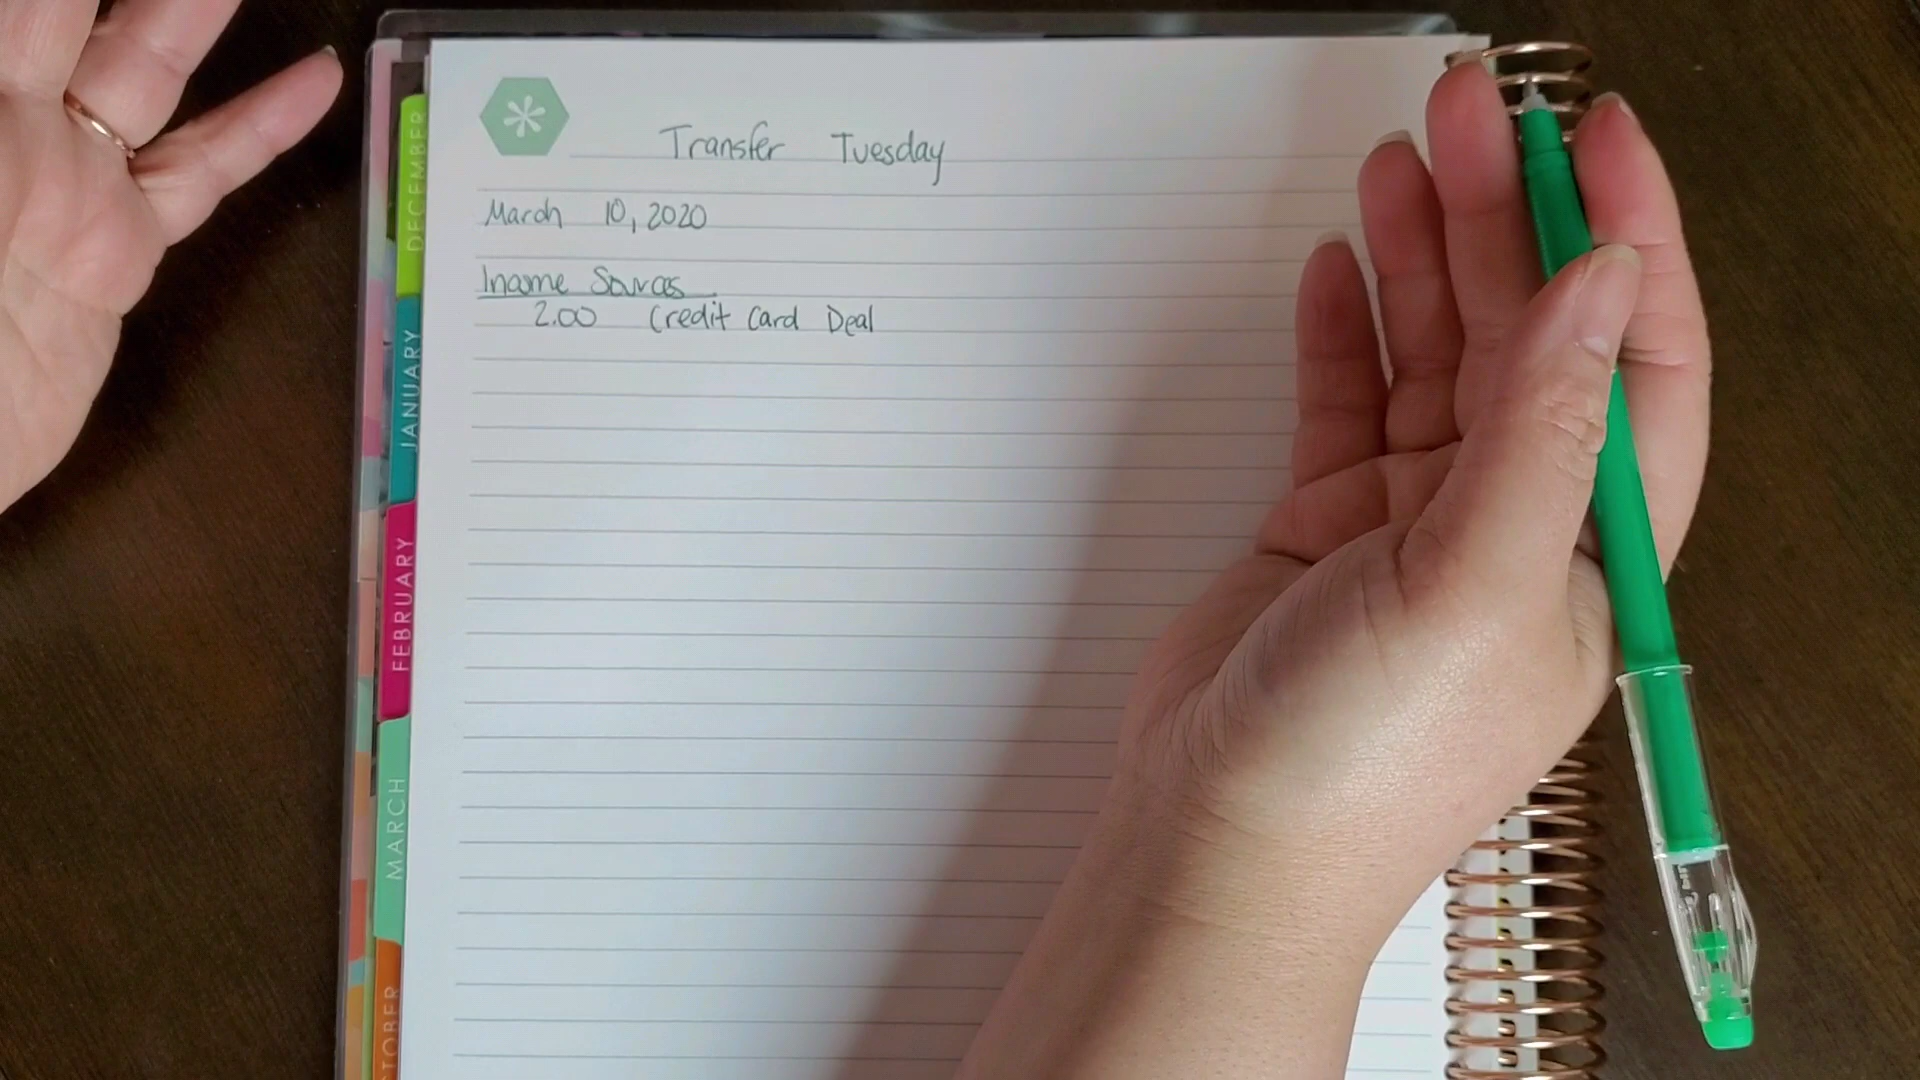 Transfer Tuesday
March 10, 2020
Income Sources
2.00 Credit Card Deal
DECEMBER
JANUARY
FEBRUARY
MARCH